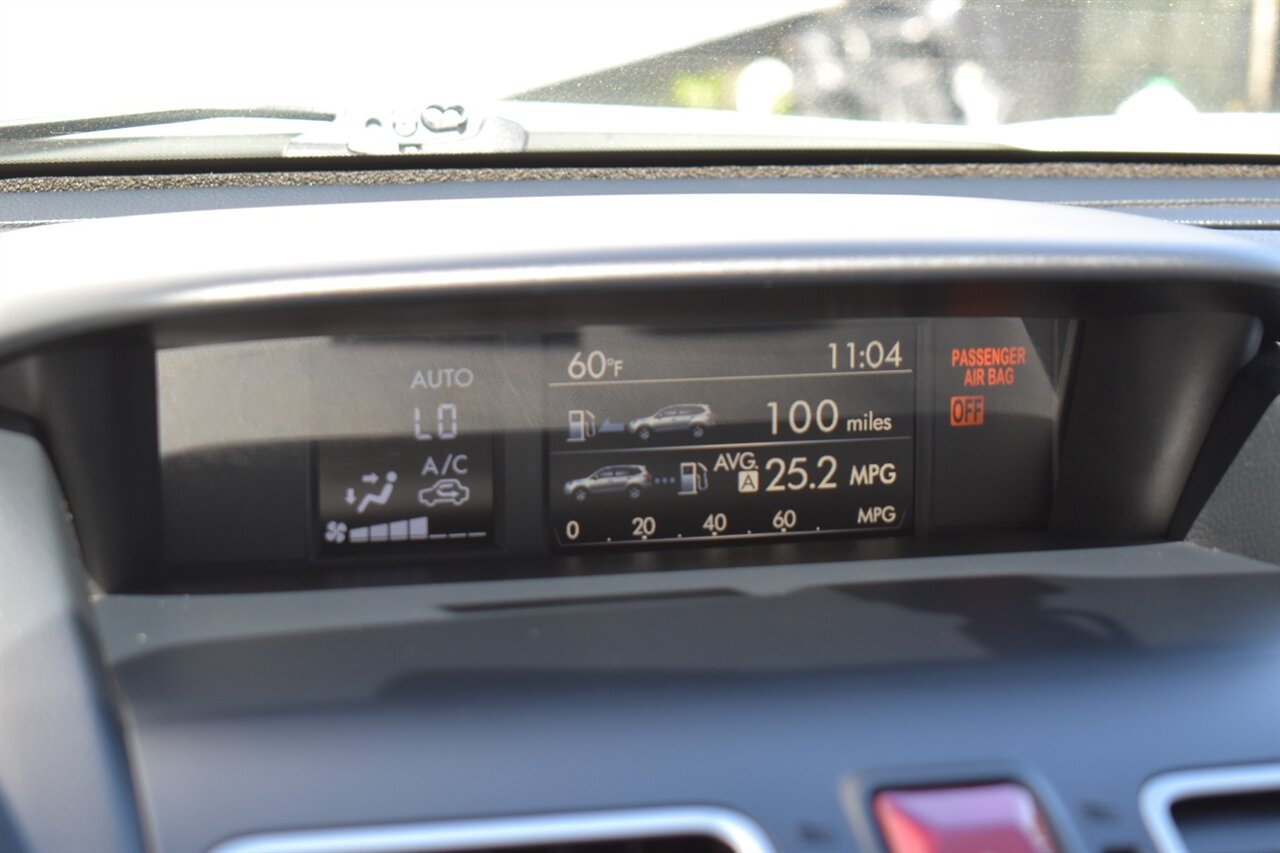 AUTO
LO
A/C
60°F 11:04
100 miles
AVG. A 25.2 MPG
0 20 40 60 MPG
PASSENGER
AIR BAG
OFF